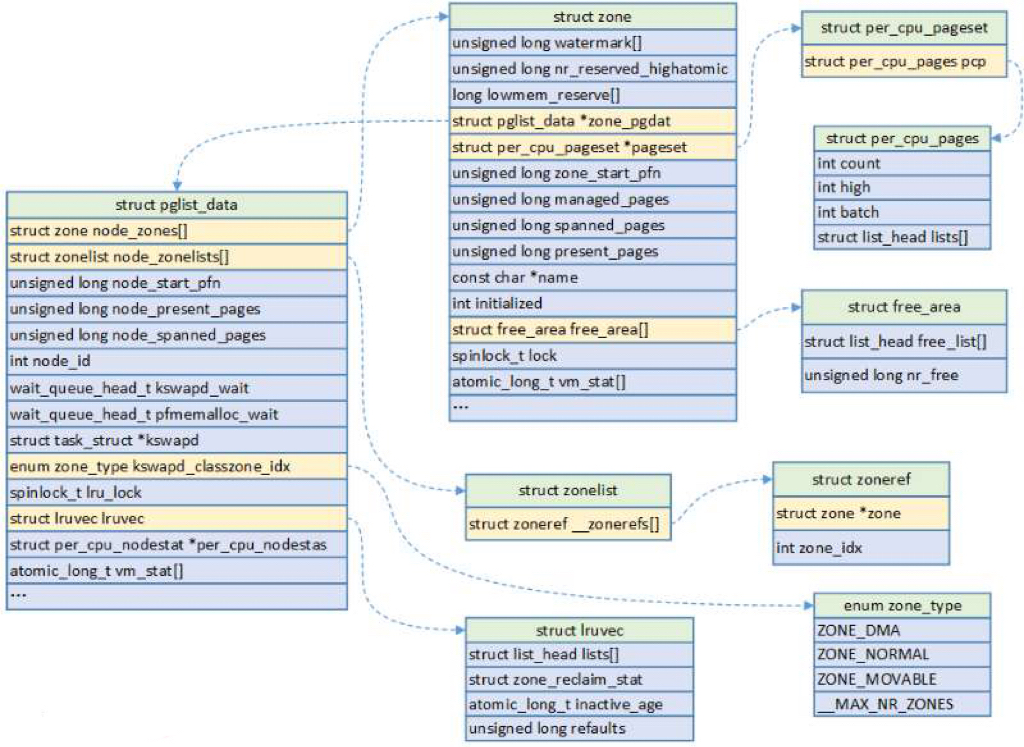 struct zone
unsigned long watermark[]
unsigned long nr_reserved_highatomic
long lowmem_reserve[]
struct pglist_data *zone_pgdat
struct per_cpu_pageset *pageset
unsigned long zone_start_pfn
unsigned long managed_pages
unsigned long spanned_pages
unsigned long present_pages
const char *name
int initialized
struct free_area free_area[]
spinlock_t lock
atomic_long_t vm_stat[]
...
struct per_cpu_pageset
struct per_cpu_pages pcp
struct per_cpu_pages
int count
int high
int batch
struct list_head lists[]
struct pglist_data
struct zone node_zones[]
struct zonelist node_zonelists[]
unsigned long node_start_pfn
unsigned long node_present_pages
unsigned long node_spanned_pages
int node_id
wait_queue_head_t kswapd_wait
wait_queue_head_t pfmemalloc_wait
struct task_struct *kswapd
enum zone_type kswapd_classzone_idx
spinlock_t lru_lock
struct lruvec lruvec
struct per_cpu_nodestat *per_cpu_nodestas
atomic_long_t vm_stat[]
...
struct free_area
struct list_head free_list[]
unsigned long nr_free
struct zonelist
struct zoneref __zonerefs[]
struct zoneref
struct zone *zone
int zone_idx
enum zone_type
ZONE_DMA
ZONE_NORMAL
ZONE_MOVABLE
__MAX_NR_ZONES
struct lruvec
struct list_head lists[]
struct zone_reclaim_stat
atomic_long_t inactive_age
unsigned long refaults